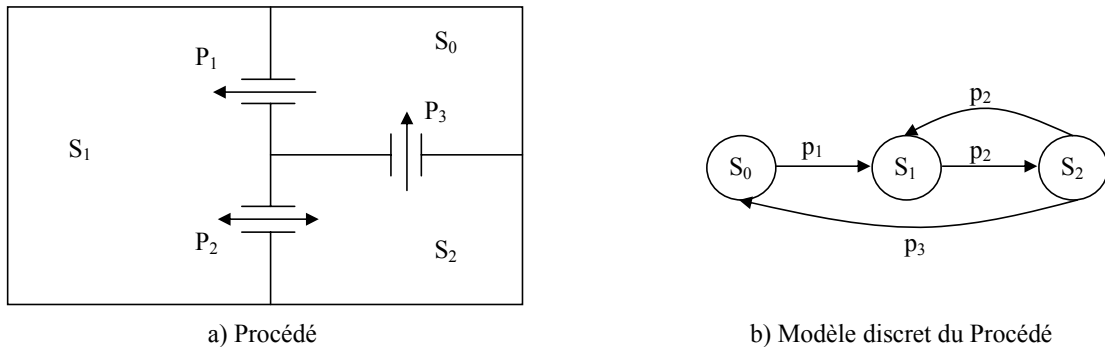 S₀
P₁
P₃
S₁
P₂
S₂
a) Procédé
p₂
S₀
p₁
S₁
p₂
S₂
p₃
b) Modèle discret du Procédé